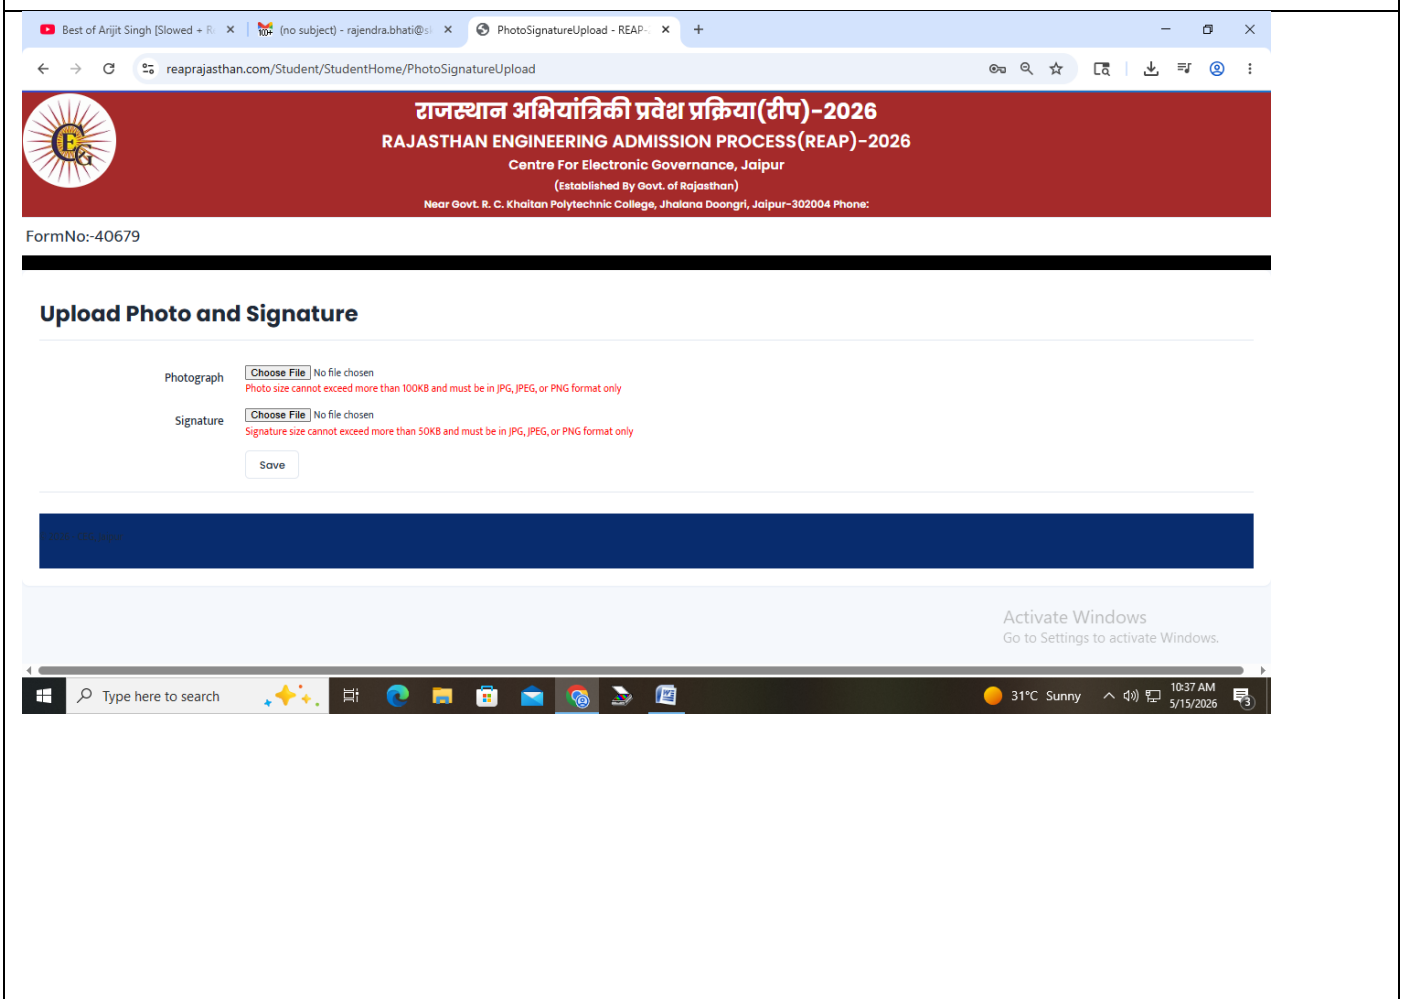 Best of Arijit Singh [Slowed + R
(no subject) - rajendra.bhati@s
PhotoSignatureUpload - REAP-
reaprajasthan.com/Student/StudentHome/PhotoSignatureUpload
राजस्थान अभियांत्रिकी प्रवेश प्रक्रिया(रीप)-2026
RAJASTHAN ENGINEERING ADMISSION PROCESS(REAP)-2026
Centre For Electronic Governance, Jaipur
(Established By Govt. of Rajasthan)
Near Govt. R. C. Khaitan Polytechnic College, Jhalana Doongri, Jaipur-302004 Phone:
CEG
FormNo:-40679
Upload Photo and Signature
Photograph
Choose File No file chosen
Photo size cannot exceed more than 100KB and must be in JPG, JPEG, or PNG format only
Signature
Choose File No file chosen
Signature size cannot exceed more than 50KB and must be in JPG, JPEG, or PNG format only
Save
Activate Windows
Go to Settings to activate Windows.
Type here to search
31°C Sunny
10:37 AM
5/15/2026
3